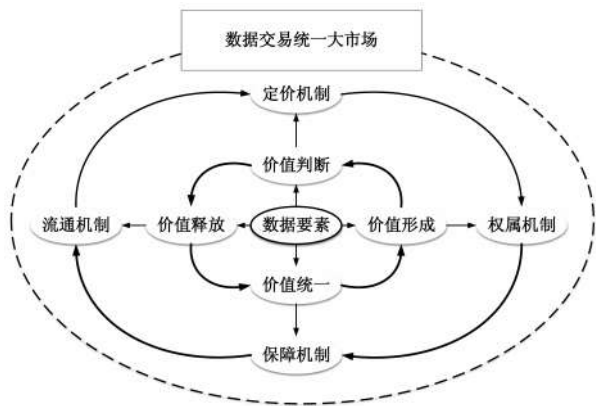 数据交易统一大市场
定价机制
价值判断
流通机制
价值释放
数据要素
价值形成
权属机制
价值统一
保障机制